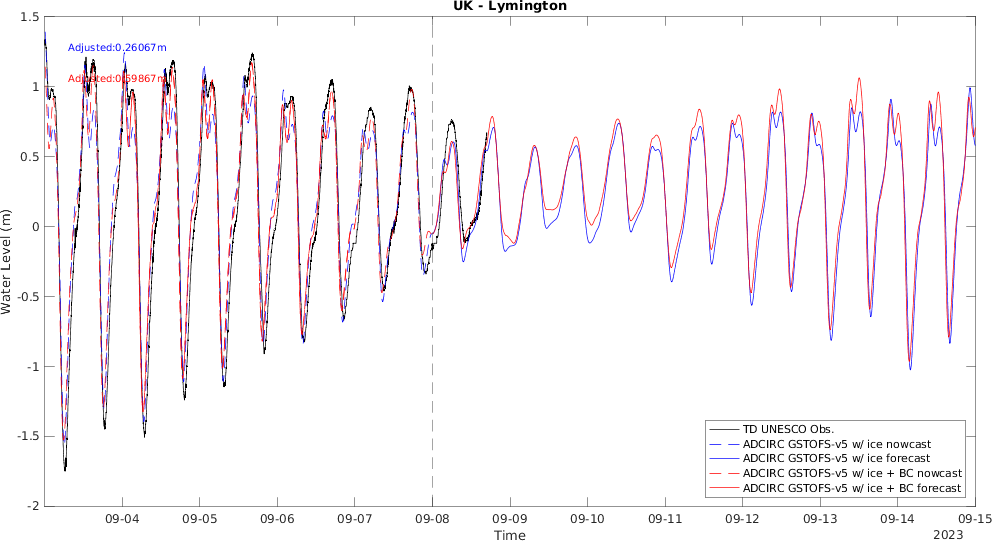 UK - Lymington
Adjusted:0.26067m
Adjusted:0.59867m
1.5
1
0.5
0
-0.5
-1
-1.5
-2
Water Level (m)
09-04
09-05
09-06
09-07
09-08
09-09
09-10
09-11
09-12
09-13
09-14
09-15
Time
2023
TD UNESCO Obs.
ADCIRC GSTOFS-v5 w/ ice nowcast
ADCIRC GSTOFS-v5 w/ ice forecast
ADCIRC GSTOFS-v5 w/ ice + BC nowcast
ADCIRC GSTOFS-v5 w/ ice + BC forecast